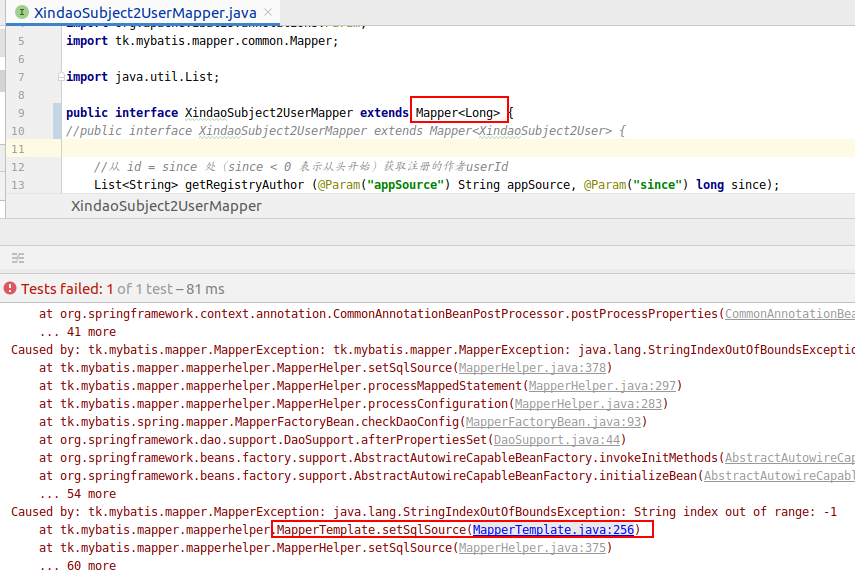 XindaoSubject2UserMapper.java
5 import tk.mybatis.mapper.common.Mapper;
6
7 import java.util.List;
8
9 public interface XindaoSubject2UserMapper extends Mapper<Long> {
10 //public interface XindaoSubject2UserMapper extends Mapper<XindaoSubject2User> {
11
12 //从 id = since 处（since < 0 表示从头开始）获取注册的作者userId
13 List<String> getRegistryAuthor (@Param("appSource") String appSource, @Param("since") long since);
XindaoSubject2UserMapper
Tests failed: 1 of 1 test – 81 ms
at org.springframework.context.annotation.CommonAnnotationBeanPostProcessor.postProcessProperties(CommonAnnotationBea
... 41 more
Caused by: tk.mybatis.mapper.MapperException: tk.mybatis.mapper.MapperException: java.lang.StringIndexOutOfBoundsExceptio
at tk.mybatis.mapper.mapperhelper.MapperHelper.setSqlSource(MapperHelper.java:378)
at tk.mybatis.mapper.mapperhelper.MapperHelper.processMappedStatement(MapperHelper.java:297)
at tk.mybatis.mapper.mapperhelper.MapperHelper.processConfiguration(MapperHelper.java:283)
at tk.mybatis.spring.mapper.MapperFactoryBean.checkDaoConfig(MapperFactoryBean.java:93)
at org.springframework.dao.support.DaoSupport.afterPropertiesSet(DaoSupport.java:44)
at org.springframework.beans.factory.support.AbstractAutowireCapableBeanFactory.invokeInitMethods(AbstractAutowireCap
at org.springframework.beans.factory.support.AbstractAutowireCapableBeanFactory.initializeBean(AbstractAutowireCapabl
... 54 more
Caused by: tk.mybatis.mapper.MapperException: java.lang.StringIndexOutOfBoundsException: String index out of range: -1
at tk.mybatis.mapper.mapperhelper.MapperTemplate.setSqlSource(MapperTemplate.java:256)
at tk.mybatis.mapper.mapperhelper.MapperHelper.setSqlSource(MapperHelper.java:375)
... 60 more